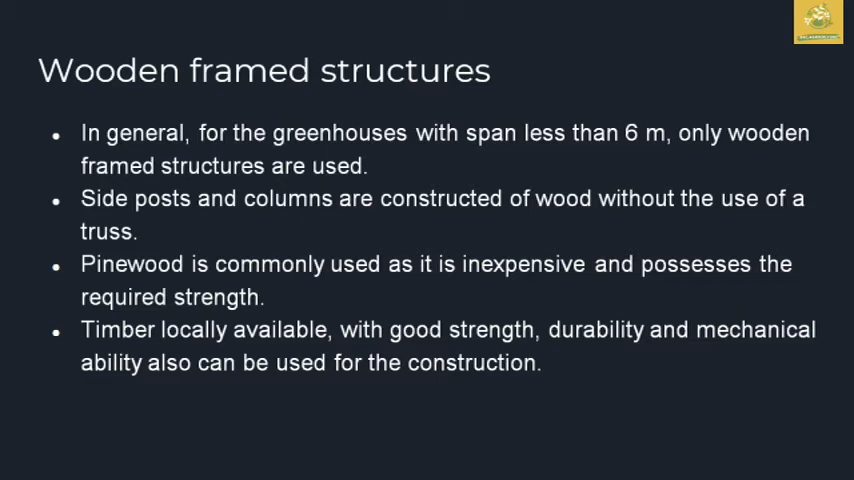 Wooden framed structures
● In general, for the greenhouses with span less than 6 m, only wooden
framed structures are used.
● Side posts and columns are constructed of wood without the use of a
truss.
● Pinewood is commonly used as it is inexpensive and possesses the
required strength.
● Timber locally available, with good strength, durability and mechanical
ability also can be used for the construction.